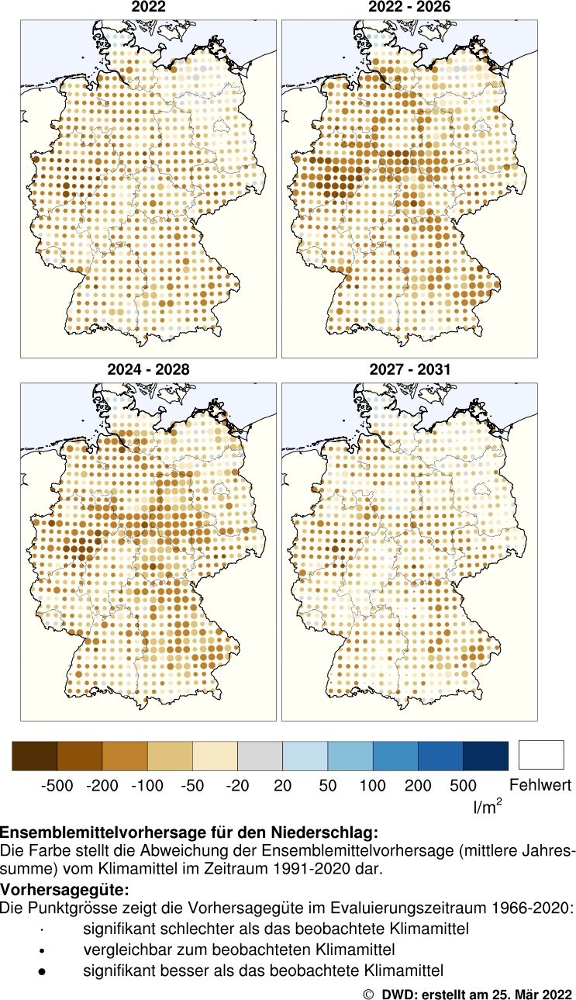 2022
2022 - 2026
2024 - 2028
2027 - 2031
-500 -200 -100 -50 -20 20 50 100 200 500 Fehlwert
l/m²
Ensemblemittelvorhersage für den Niederschlag:
Die Farbe stellt die Abweichung der Ensemblemittelvorhersage (mittlere Jahres-
summe) vom Klimamittel im Zeitraum 1991-2020 dar.
Vorhersagegüte:
Die Punktgrösse zeigt die Vorhersagegüte im Evaluierungszeitraum 1966-2020:
signifikant schlechter als das beobachtete Klimamittel
vergleichbar zum beobachteten Klimamittel
signifikant besser als das beobachtete Klimamittel
© DWD: erstellt am 25. Mär 2022